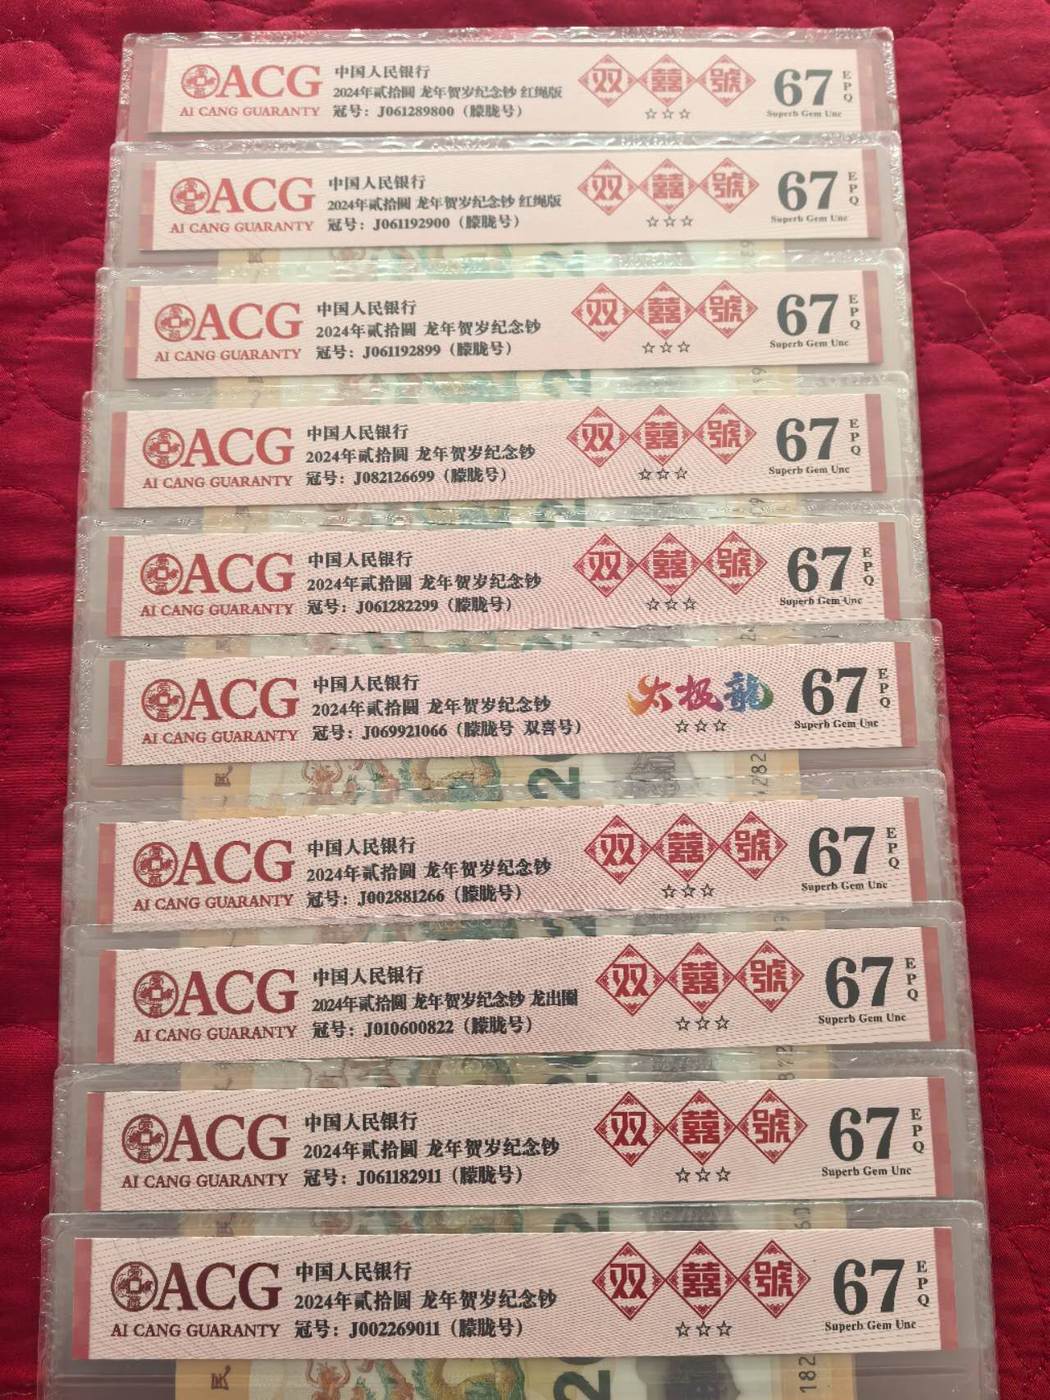 ACG
AI CANG GUARANTY
中国人民银行
2024年贰拾圆 龙年贺岁纪念钞 红绳版
冠号：J061289800（朦胧号）
双 囍 號
☆☆☆
67 EPQ
Superb Gem Unc
ACG
AI CANG GUARANTY
中国人民银行
2024年贰拾圆 龙年贺岁纪念钞 红绳版
冠号：J061192900（朦胧号）
双 囍 號
☆☆☆
67 EPQ
Superb Gem Unc
ACG
AI CANG GUARANTY
中国人民银行
2024年贰拾圆 龙年贺岁纪念钞
冠号：J061192899（朦胧号）
双 囍 號
☆☆☆
67 EPQ
Superb Gem Unc
ACG
AI CANG GUARANTY
中国人民银行
2024年贰拾圆 龙年贺岁纪念钞
冠号：J082126699（朦胧号）
双 囍 號
☆☆☆
67 EPQ
Superb Gem Unc
ACG
AI CANG GUARANTY
中国人民银行
2024年贰拾圆 龙年贺岁纪念钞
冠号：J061282299（朦胧号）
双 囍 號
☆☆☆
67 EPQ
Superb Gem Unc
ACG
AI CANG GUARANTY
中国人民银行
2024年贰拾圆 龙年贺岁纪念钞
冠号：J069921066（朦胧号 双喜号）
太极龍
☆☆☆
67 EPQ
Superb Gem Unc
ACG
AI CANG GUARANTY
中国人民银行
2024年贰拾圆 龙年贺岁纪念钞
冠号：J002881266（朦胧号）
双 囍 號
☆☆☆
67 EPQ
Superb Gem Unc
ACG
AI CANG GUARANTY
中国人民银行
2024年贰拾圆 龙年贺岁纪念钞 龙出圈
冠号：J010600822（朦胧号）
双 囍 號
☆☆☆
67 EPQ
Superb Gem Unc
ACG
AI CANG GUARANTY
中国人民银行
2024年贰拾圆 龙年贺岁纪念钞
冠号：J061182911（朦胧号）
双 囍 號
☆☆☆
67 EPQ
Superb Gem Unc
ACG
AI CANG GUARANTY
中国人民银行
2024年贰拾圆 龙年贺岁纪念钞
冠号：J002269011（朦胧号）
双 囍 號
☆☆☆
67 EPQ
Superb Gem Unc